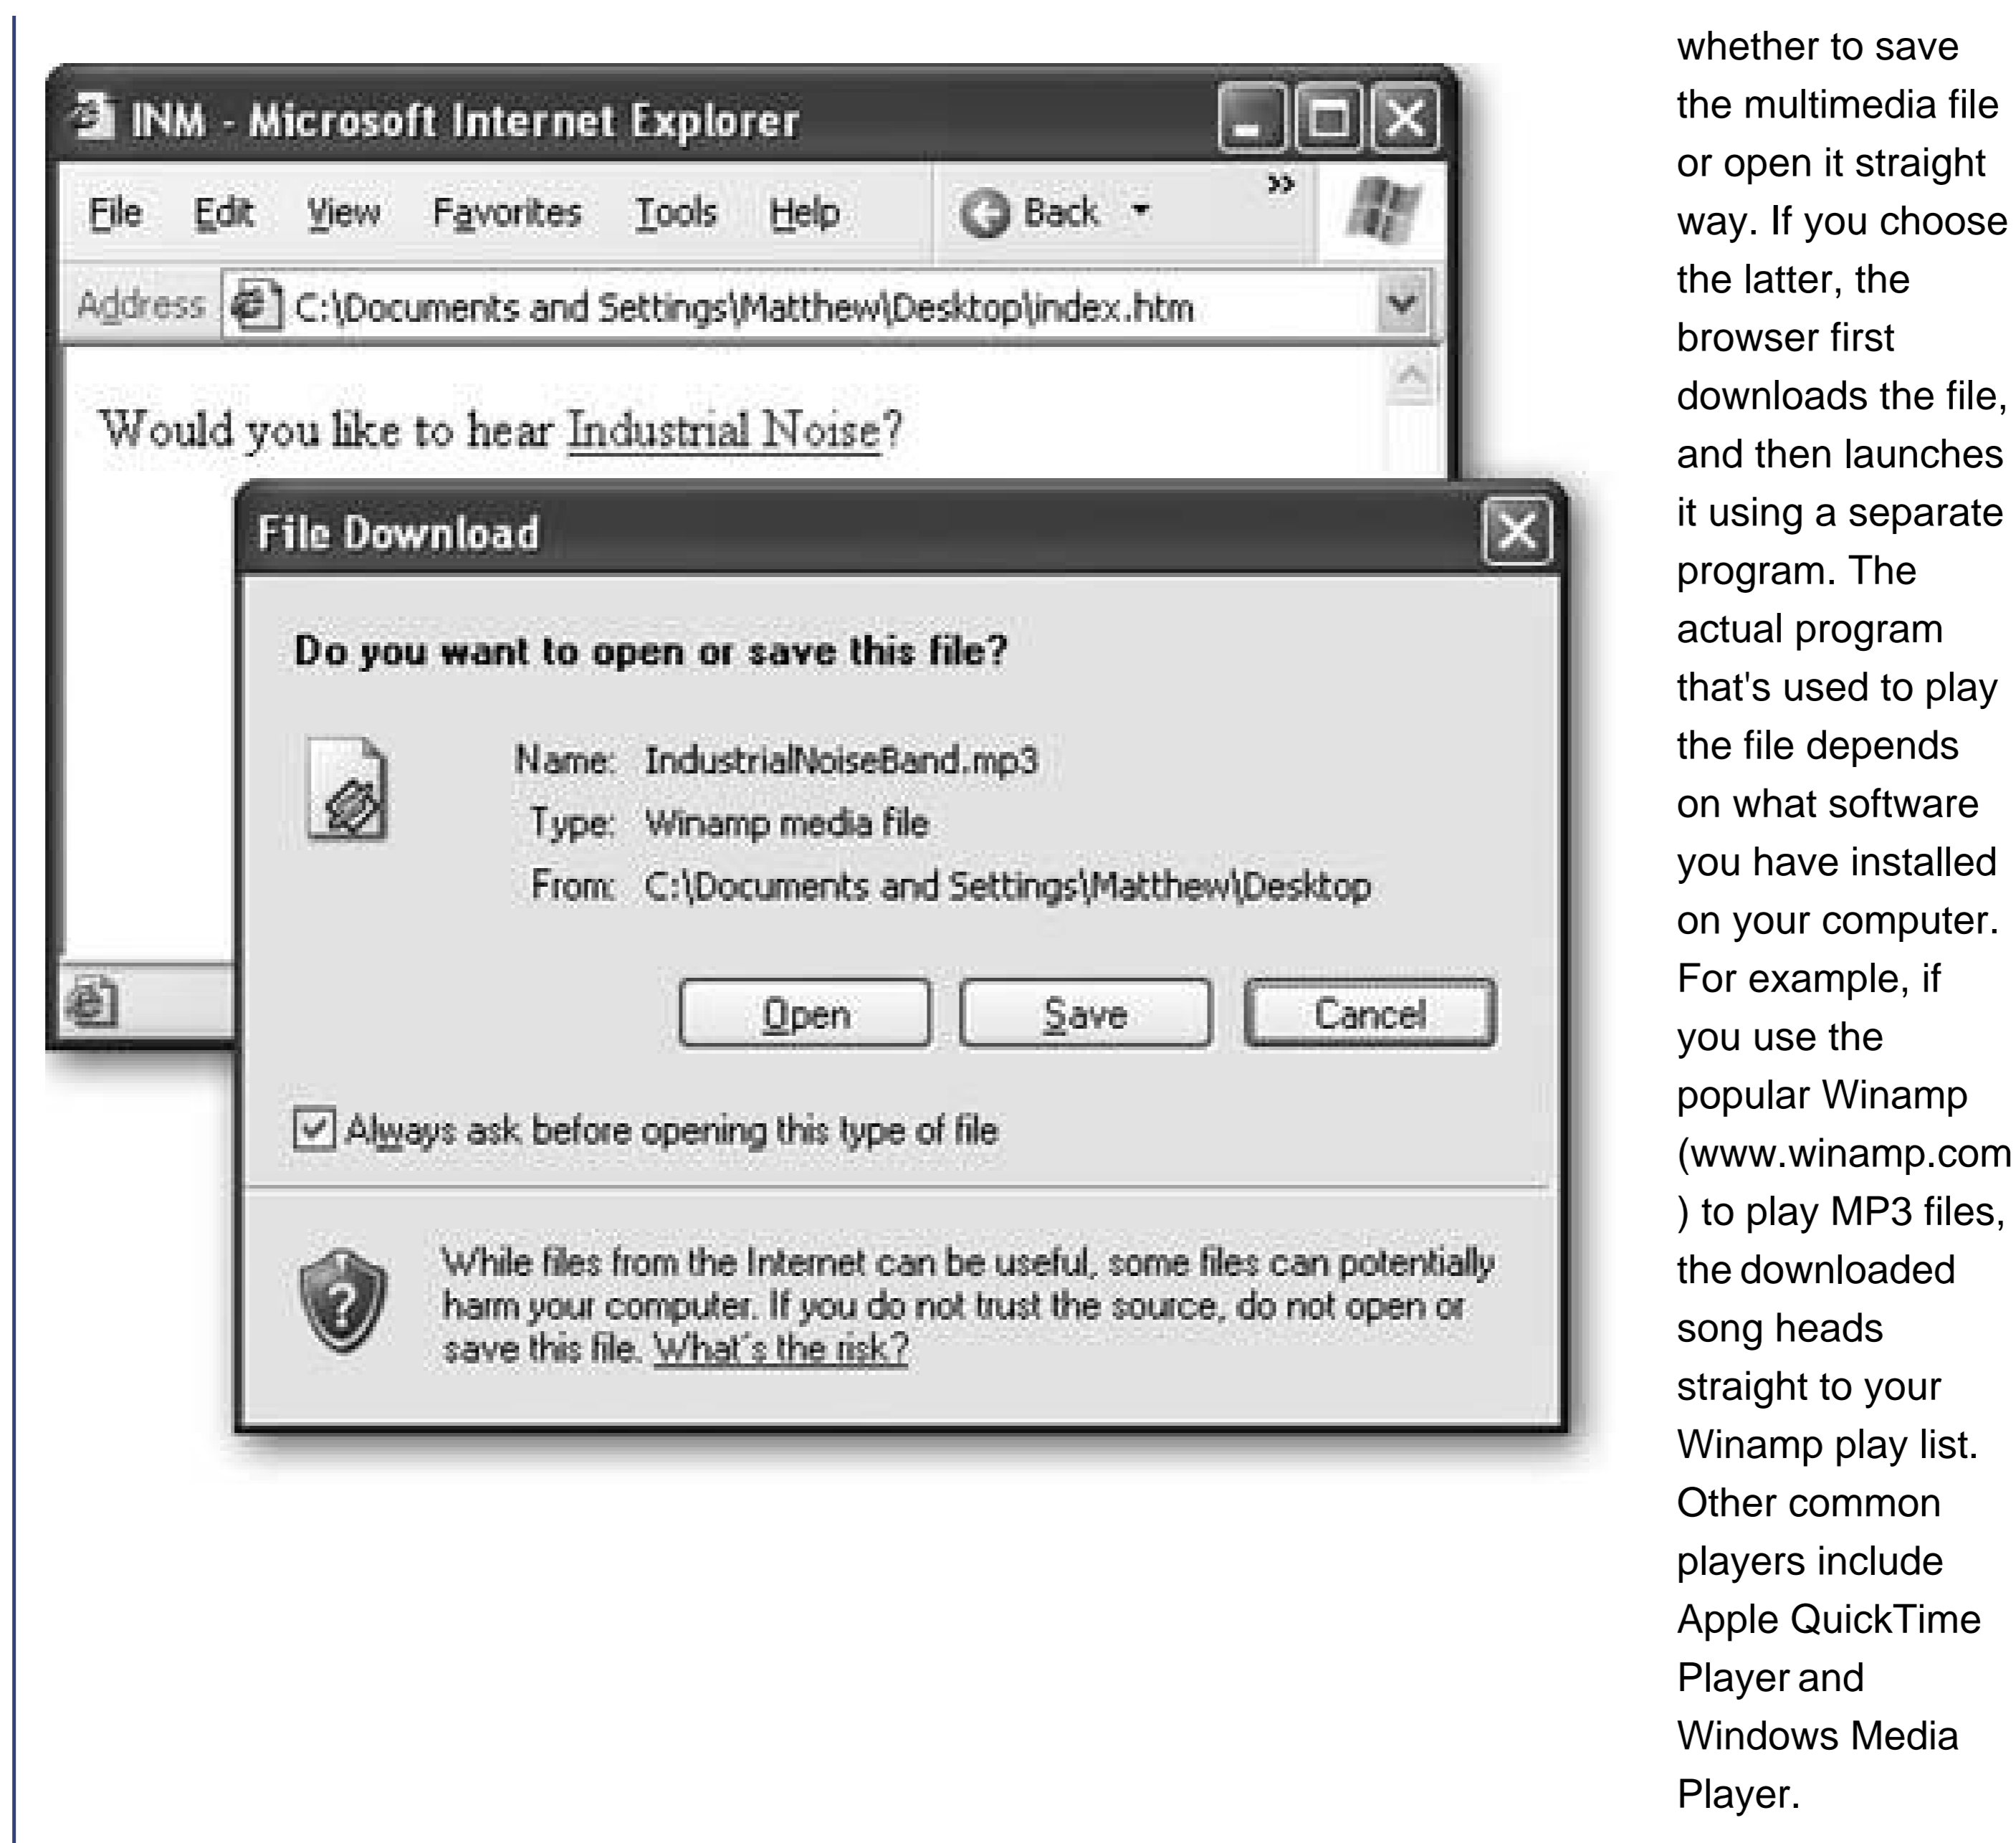 INM - Microsoft Internet Explorer
File Edit View Favorites Tools Help Back »
Address C:\Documents and Settings\Matthew\Desktop\index.htm
Would you like to hear Industrial Noise?
File Download
Do you want to open or save this file?
Name: IndustrialNoiseBand.mp3
Type: Winamp media file
From: C:\Documents and Settings\Matthew\Desktop
Open Save Cancel
Always ask before opening this type of file
While files from the Internet can be useful, some files can potentially
harm your computer. If you do not trust the source, do not open or
save this file. What's the risk?
whether to save
the multimedia file
or open it straight
way. If you choose
the latter, the
browser first
downloads the file,
and then launches
it using a separate
program. The
actual program
that's used to play
the file depends
on what software
you have installed
on your computer.
For example, if
you use the
popular Winamp
(www.winamp.com
) to play MP3 files,
the downloaded
song heads
straight to your
Winamp play list.
Other common
players include
Apple QuickTime
Player and
Windows Media
Player.